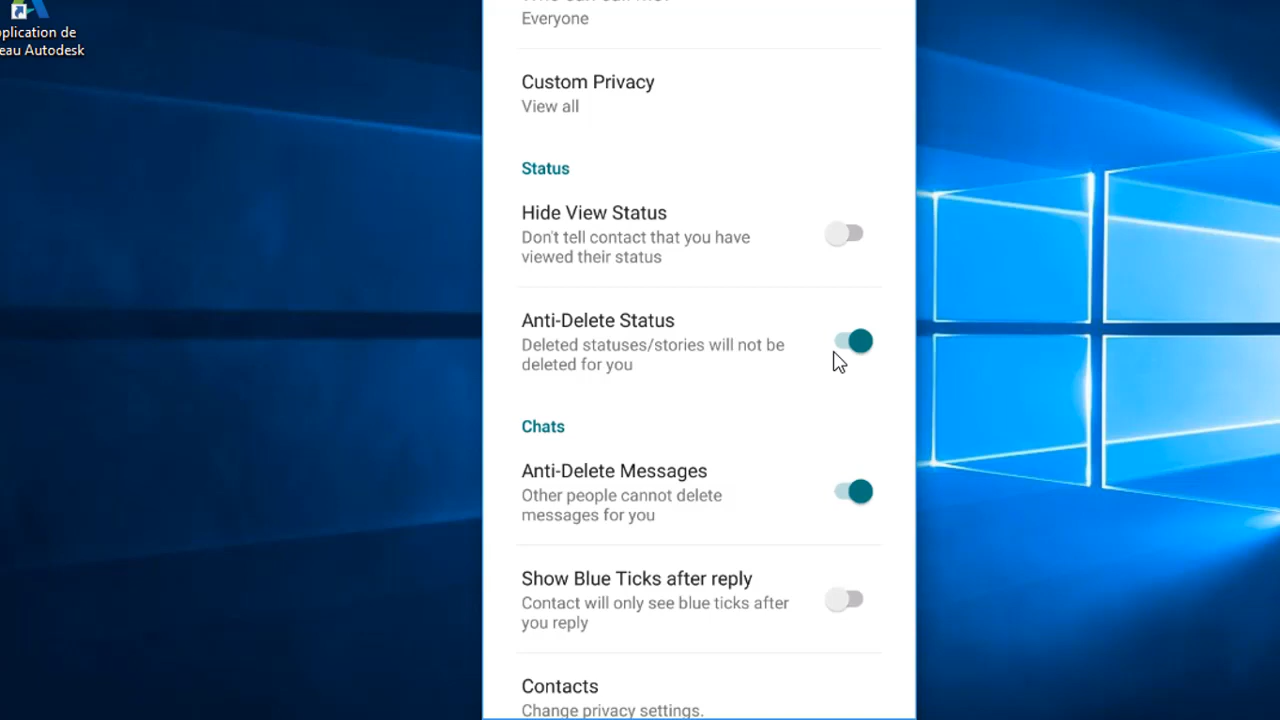 plication de
eau Autodesk
Everyone
Custom Privacy
View all
Status
Hide View Status
Don't tell contact that you have
viewed their status
Anti-Delete Status
Deleted statuses/stories will not be
deleted for you
Chats
Anti-Delete Messages
Other people cannot delete
messages for you
Show Blue Ticks after reply
Contact will only see blue ticks after
you reply
Contacts
Change privacy settings.